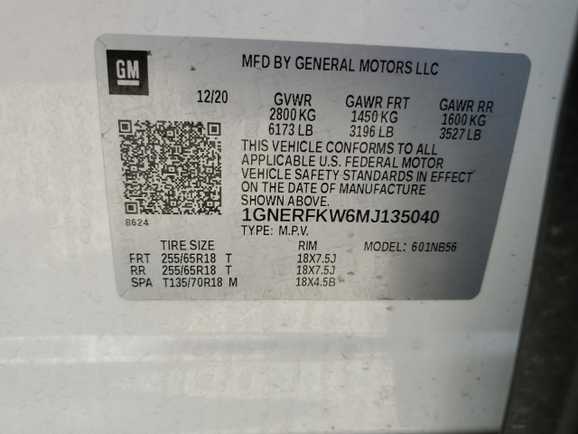 GM
MFD BY GENERAL MOTORS LLC
12/20 GVWR GAWR FRT GAWR RR
2800 KG 1450 KG 1600 KG
6173 LB 3196 LB 3527 LB
THIS VEHICLE CONFORMS TO ALL
APPLICABLE U.S. FEDERAL MOTOR
VEHICLE SAFETY STANDARDS IN EFFECT
ON THE DATE OF MANUFACTURE
SHOWN ABOVE.
8624 1GNERFKW6MJ135040
TYPE: M.P.V.
TIRE SIZE RIM MODEL: 601NB56
FRT 255/65R18 T 18X7.5J
RR 255/65R18 T 18X7.5J
SPA T135/70R18 M 18X4.5B